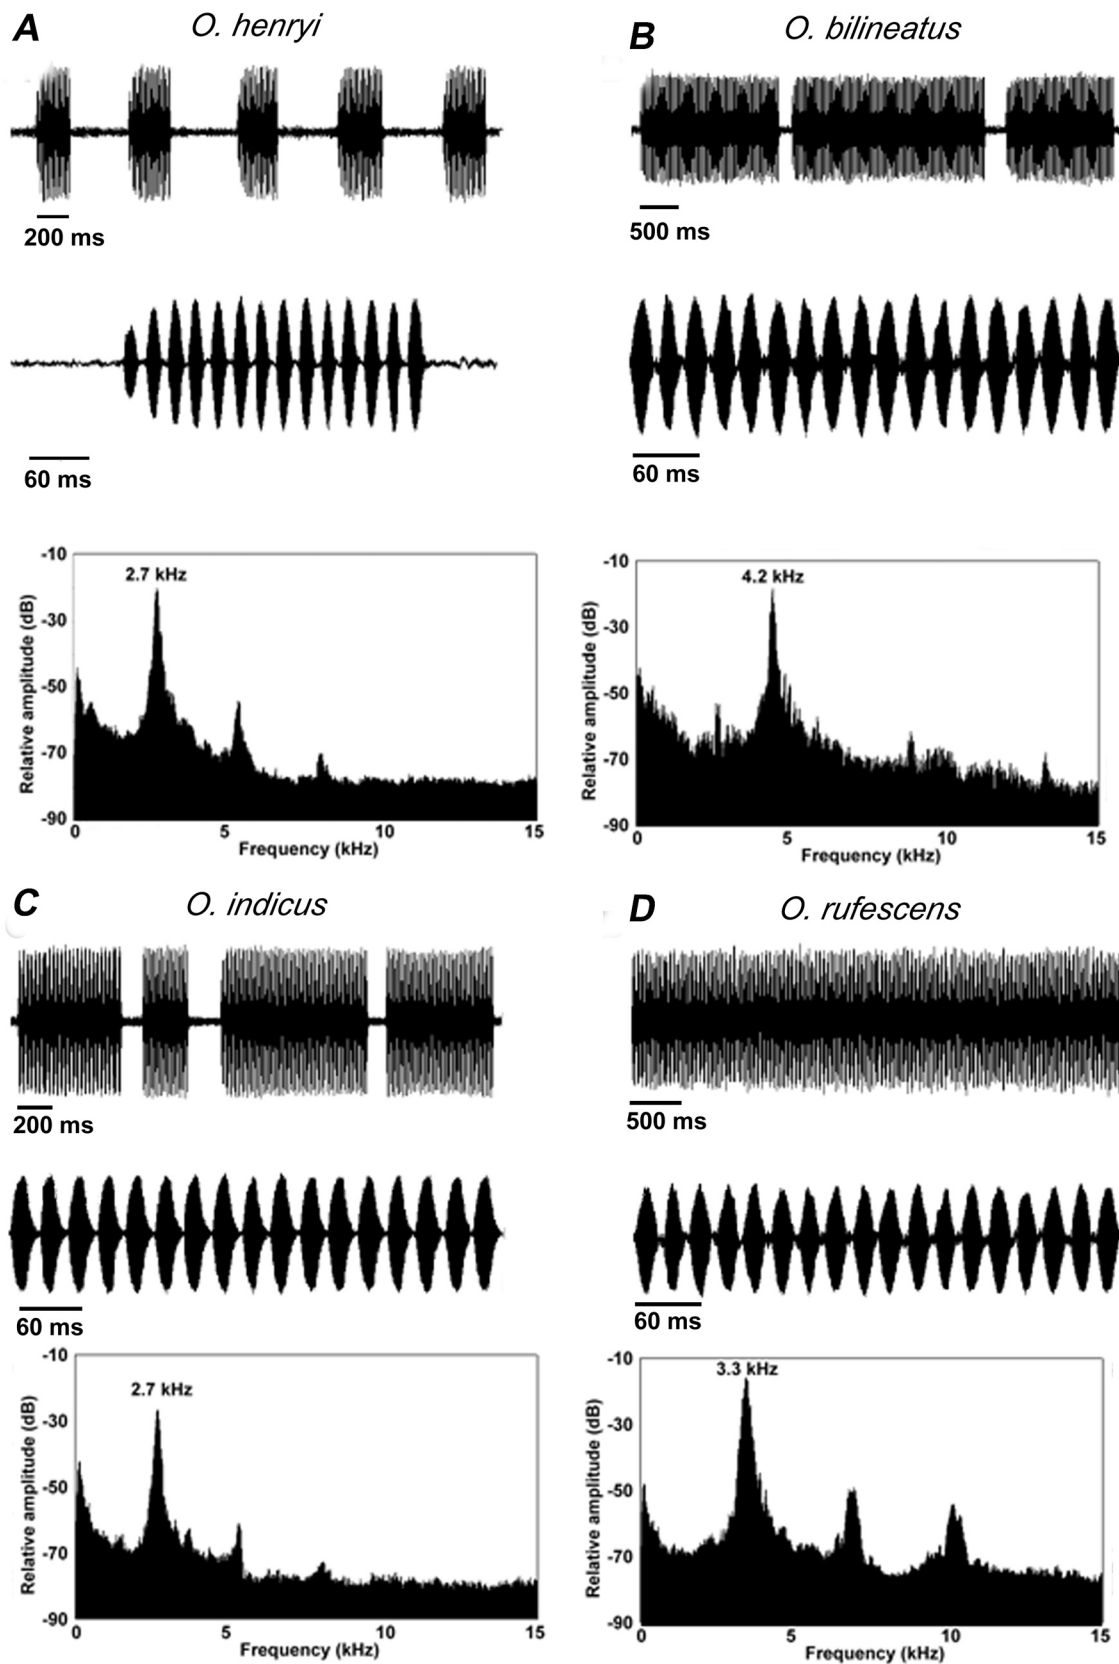 A O. henryi
B O. bilineatus
200 ms
500 ms
60 ms
60 ms
-10
-30
-50
-70
-90
Relative amplitude (dB)
2.7 kHz
0 5 10 15
Frequency (kHz)
-10
-30
-50
-70
-90
Relative amplitude (dB)
4.2 kHz
0 5 10 15
Frequency (kHz)
C O. indicus
D O. rufescens
200 ms
500 ms
60 ms
60 ms
-10
-30
-50
-70
-90
Relative amplitude (dB)
2.7 kHz
0 5 10 15
Frequency (kHz)
-10
-30
-50
-70
-90
Relative amplitude (dB)
3.3 kHz
0 5 10 15
Frequency (kHz)